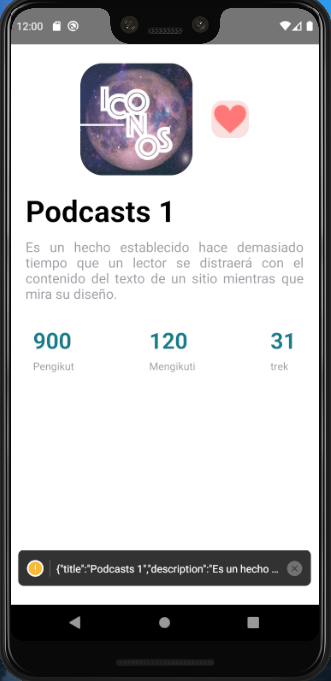 12:00
ICO
NOS
Podcasts 1
Es un hecho establecido hace demasiado
tiempo que un lector se distraerá con el
contenido del texto de un sitio mientras que
mira su diseño.
900 120 31
Pengikut Mengikuti trek
! {"title":"Podcasts 1","description":"Es un hecho ...